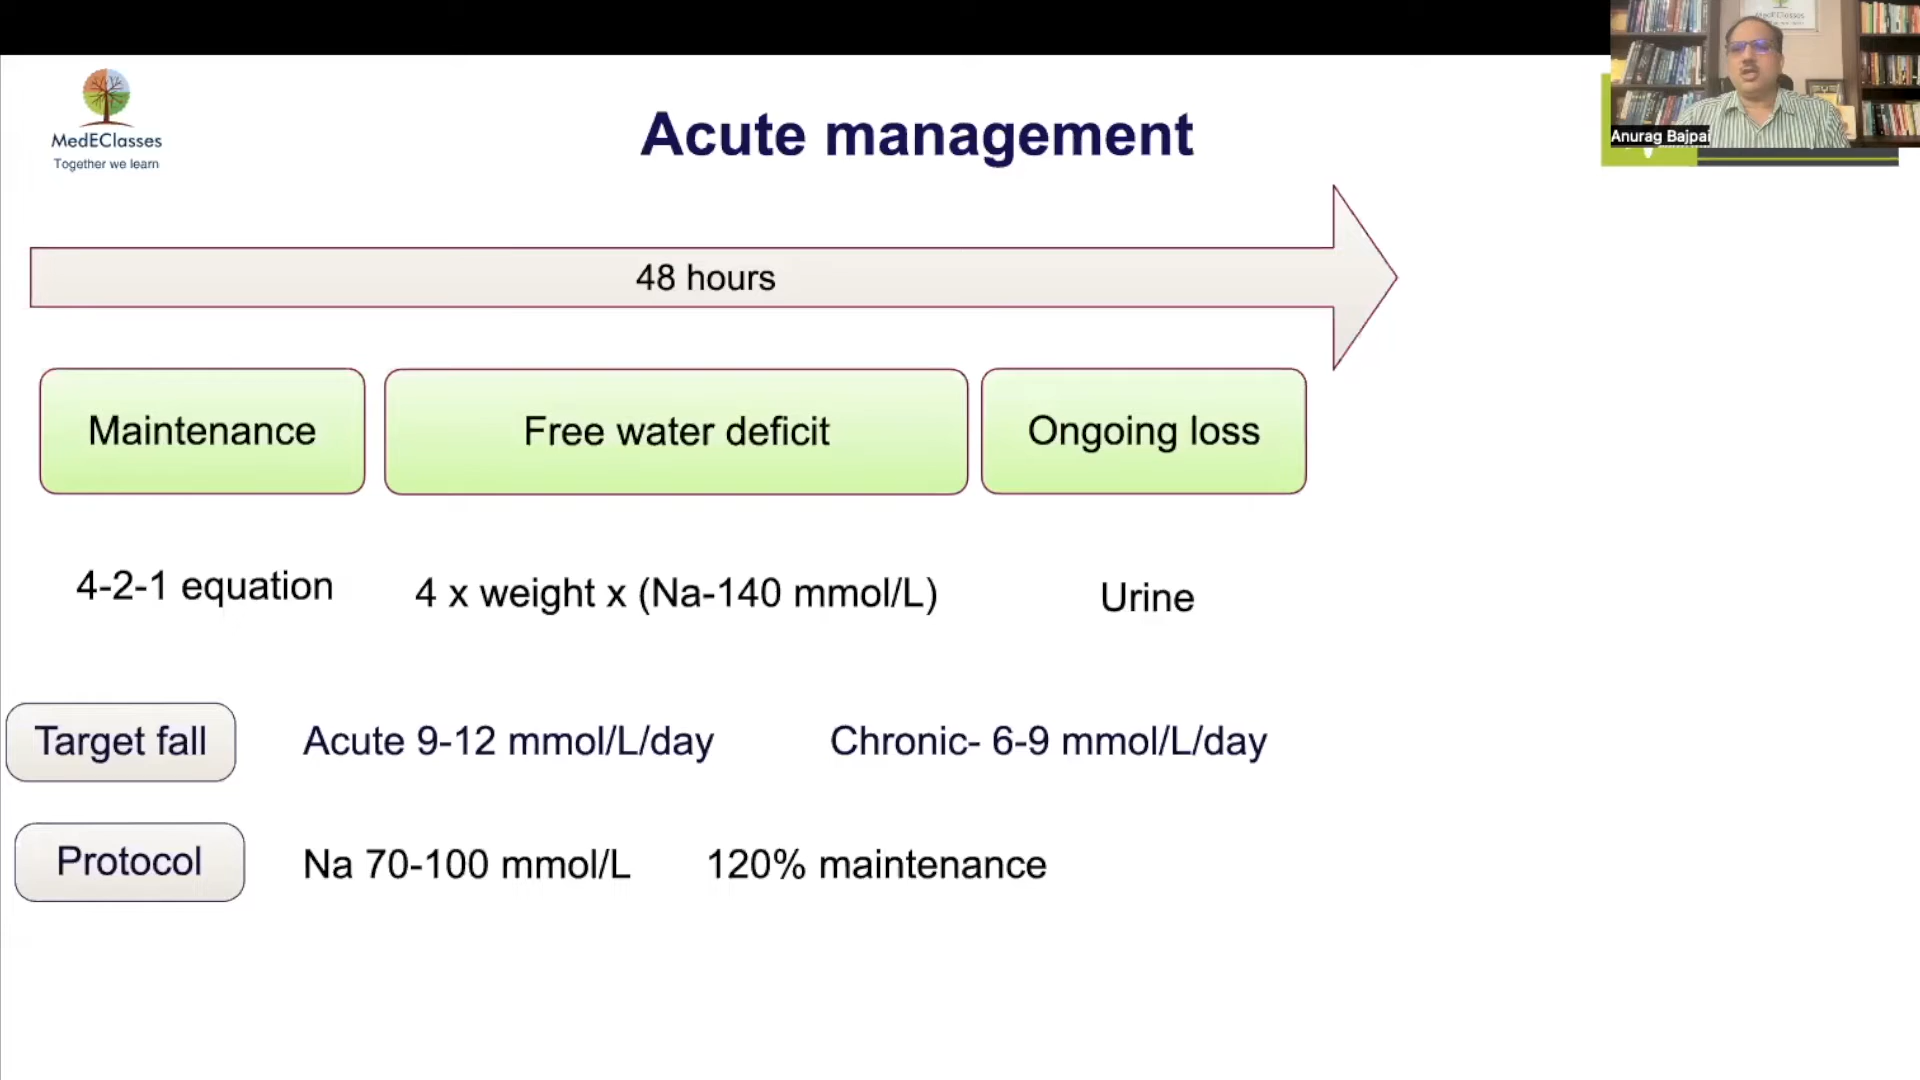 MedEClasses
Together we learn
Acute management
MedEClasses
Anurag Bajpai
48 hours
Maintenance
Free water deficit
Ongoing loss
4-2-1 equation
4 x weight x (Na-140 mmol/L)
Urine
Target fall
Acute 9-12 mmol/L/day
Chronic- 6-9 mmol/L/day
Protocol
Na 70-100 mmol/L
120% maintenance